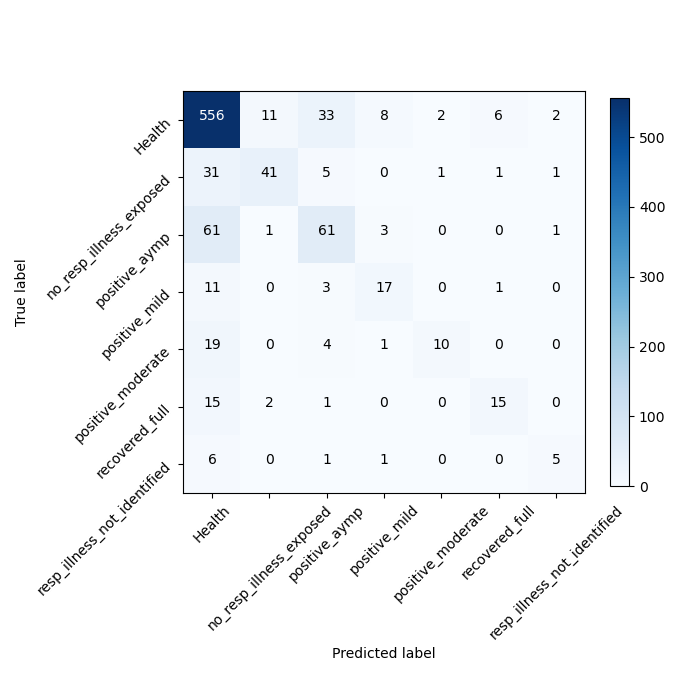 Health 556 11 33 8 2 6 2
no_resp_illness_exposed 31 41 5 0 1 1 1
positive_aymp 61 1 61 3 0 0 1
positive_mild 11 0 3 17 0 1 0
positive_moderate 19 0 4 1 10 0 0
recovered_full 15 2 1 0 0 15 0
resp_illness_not_identified 6 0 1 1 0 0 5
True label
Health
no_resp_illness_exposed
positive_aymp
positive_mild
positive_moderate
recovered_full
resp_illness_not_identified
Predicted label
500
400
300
200
100
0